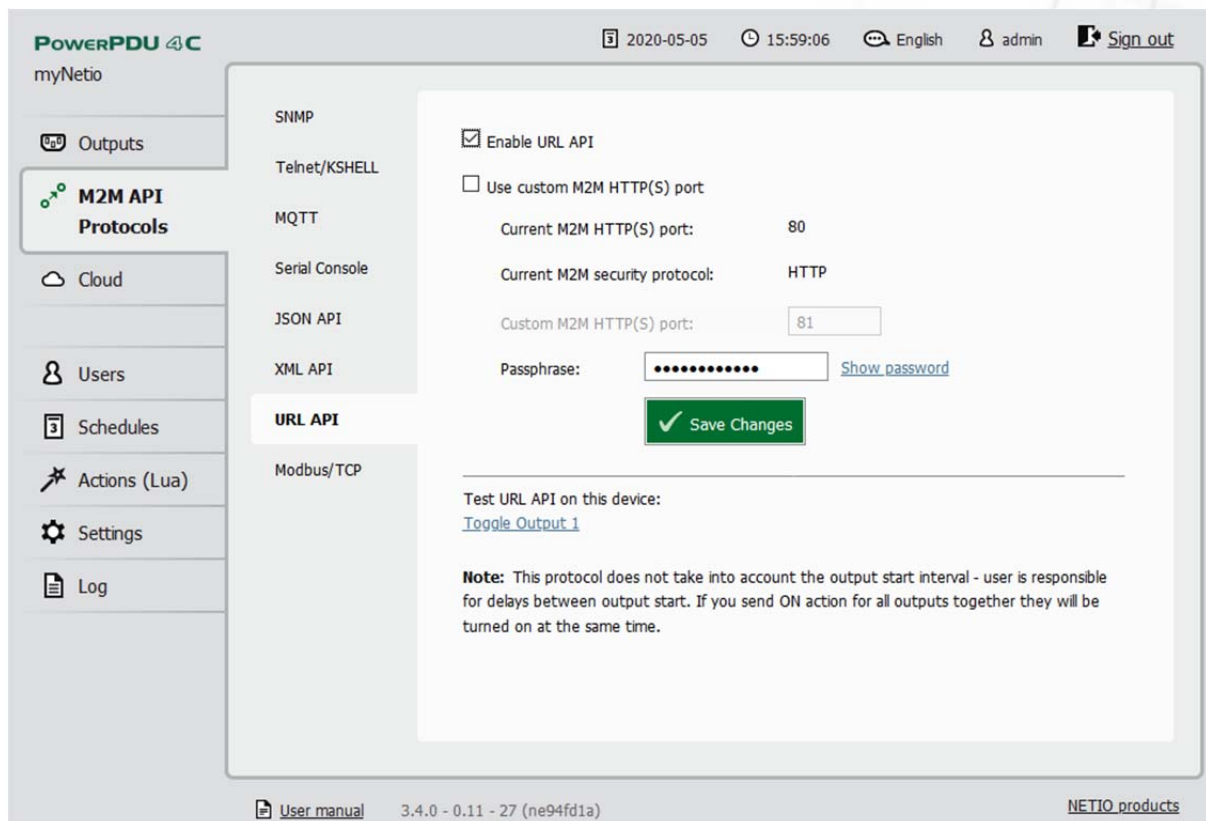 PowerPDU 4C
2020-05-05 15:59:06 English admin Sign out
myNetio
Outputs
M2M API
Protocols
Cloud
Users
Schedules
Actions (Lua)
Settings
Log
SNMP
Telnet/KSHELL
MQTT
Serial Console
JSON API
XML API
URL API
Modbus/TCP
Enable URL API
Use custom M2M HTTP(S) port
Current M2M HTTP(S) port: 80
Current M2M security protocol: HTTP
Custom M2M HTTP(S) port: 81
Passphrase: •••••••••••• Show password
Save Changes
Test URL API on this device:
Toggle Output 1
Note: This protocol does not take into account the output start interval - user is responsible
for delays between output start. If you send ON action for all outputs together they will be
turned on at the same time.
User manual 3.4.0 - 0.11 - 27 (ne94fd1a) NETIO products